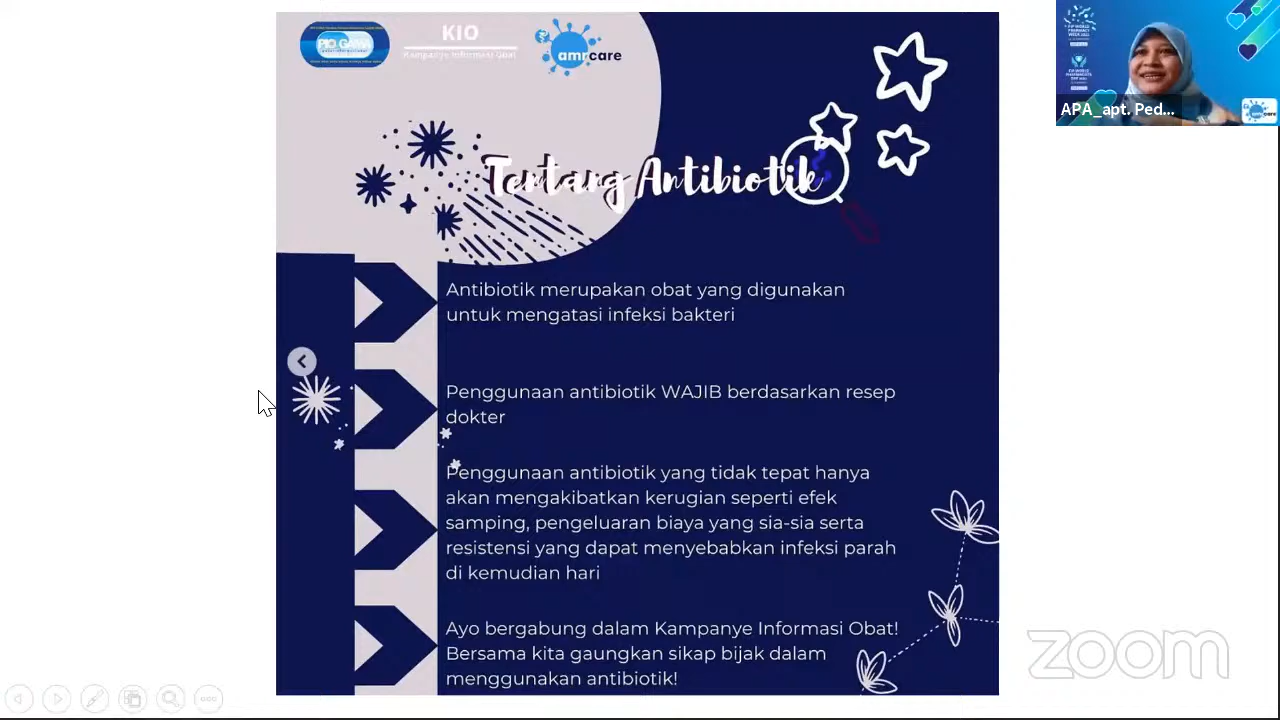 KIO
Kampanye Informasi Obat
amrcare
Tentang Antibiotik
Antibiotik merupakan obat yang digunakan
untuk mengatasi infeksi bakteri
Penggunaan antibiotik WAJIB berdasarkan resep
dokter
Penggunaan antibiotik yang tidak tepat hanya
akan mengakibatkan kerugian seperti efek
samping, pengeluaran biaya yang sia-sia serta
resistensi yang dapat menyebabkan infeksi parah
di kemudian hari
Ayo bergabung dalam Kampanye Informasi Obat!
Bersama kita gaungkan sikap bijak dalam
menggunakan antibiotik!
APA_apt. Ped...
zoom